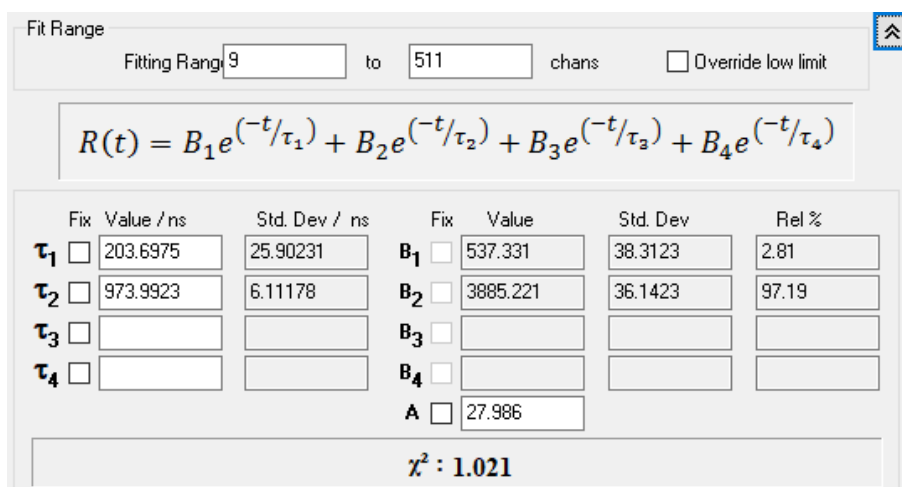 Fit Range
Fitting Rang 9 to 511 chans Override low limit
R(t) = B₁e^(−t/τ₁) + B₂e^(−t/τ₂) + B₃e^(−t/τ₃) + B₄e^(−t/τ₄)
Fix Value / ns Std. Dev / ns Fix Value Std. Dev Rel %
τ₁ 203.6975 25.90231 B₁ 537.331 38.3123 2.81
τ₂ 973.9923 6.11178 B₂ 3885.221 36.1423 97.19
τ₃ B₃
τ₄ B₄
A 27.986
χ² : 1.021